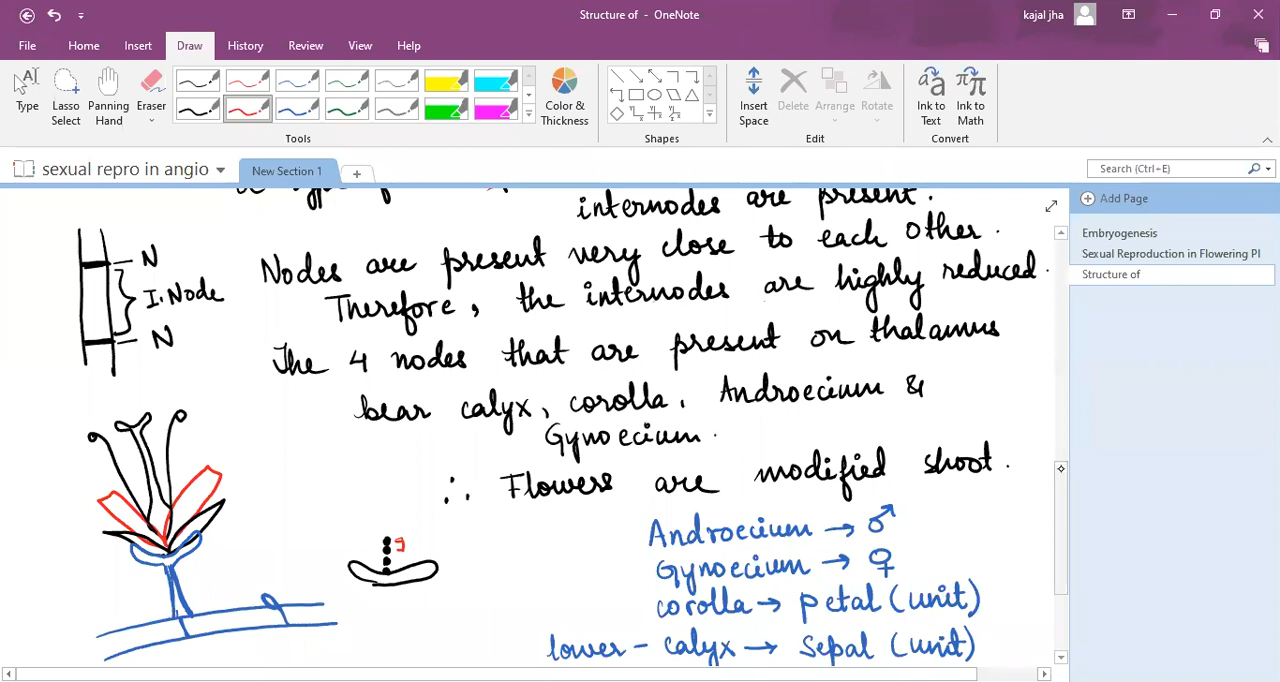 Structure of - OneNote
kajal jha
File Home Insert Draw History Review View Help
Type
Lasso Select
Panning Hand
Eraser
Color & Thickness
Insert Space
Delete
Arrange
Rotate
Ink to Text
Ink to Math
Tools
Shapes
Edit
Convert
sexual repro in angio
New Section 1
Search (Ctrl+E)
Add Page
Embryogenesis
Sexual Reproduction in Flowering Pl
Structure of
internodes are present.
N
I. Node
N
Nodes are present very close to each other.
Therefore, the internodes are highly reduced.
The 4 nodes that are present on thalamus
bear calyx, corolla, Androecium &
Gynoecium.
∴ Flowers are modified shoot.
g
Androecium → ♂
Gynoecium → ♀
corolla → petal (unit)
lower - calyx → sepal (unit)